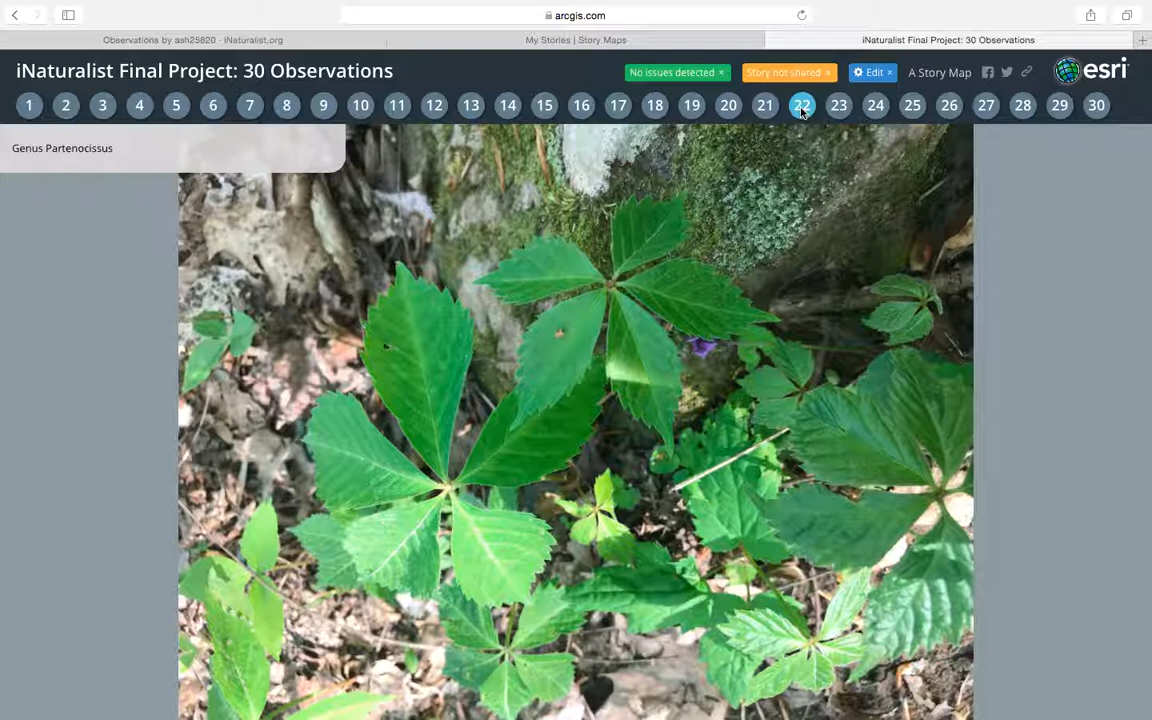 arcgis.com
Observations by ash25820 - iNaturalist.org
My Stories | Story Maps
iNaturalist Final Project: 30 Observations
iNaturalist Final Project: 30 Observations
No issues detected ×
Story not shared ×
Edit ×
A Story Map
esri
1 2 3 4 5 6 7 8 9 10 11 12 13 14 15 16 17 18 19 20 21 22 23 24 25 26 27 28 29 30
Genus Partenocissus